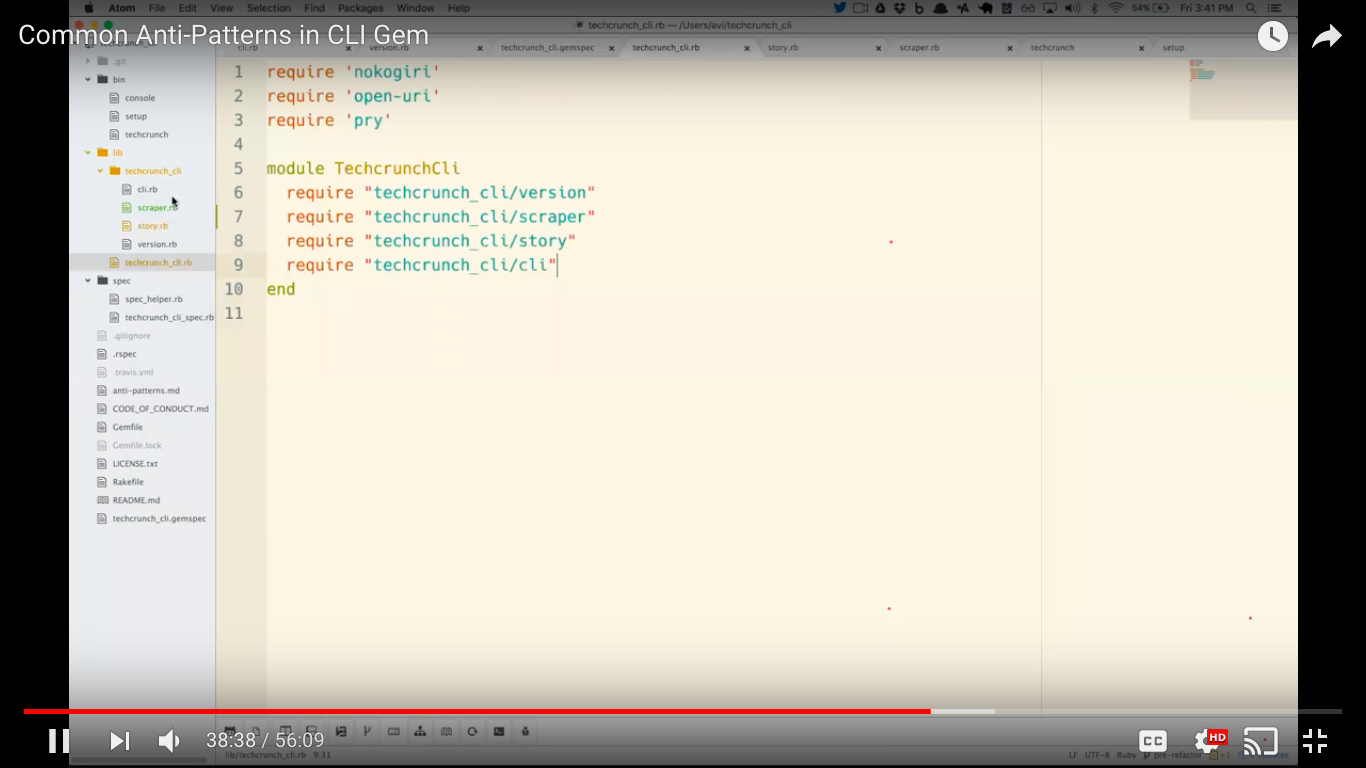 Atom File Edit View Selection Find Packages Window Help 54% Fri 3:41 PM
techcrunch_cli.rb — /Users/avi/techcrunch_cli
Common Anti-Patterns in CLI Gem
cli.rb version.rb techcrunch_cli.gemspec techcrunch_cli.rb story.rb scraper.rb techcrunch setup
.git
bin
console
setup
techcrunch
lib
techcrunch_cli
cli.rb
scraper.rb
story.rb
version.rb
techcrunch_cli.rb
spec
spec_helper.rb
techcrunch_cli_spec.rb
.gitignore
.rspec
.travis.yml
anti-patterns.md
CODE_OF_CONDUCT.md
Gemfile
Gemfile.lock
LICENSE.txt
Rakefile
README.md
techcrunch_cli.gemspec
1 require 'nokogiri'
2 require 'open-uri'
3 require 'pry'
4
5 module TechcrunchCli
6 require "techcrunch_cli/version"
7 require "techcrunch_cli/scraper"
8 require "techcrunch_cli/story"
9 require "techcrunch_cli/cli"
10 end
11
38:38 / 56:09 CC HD
lib/techcrunch_cli.rb 9:31 LF UTF-8 Ruby pre-refactor +1